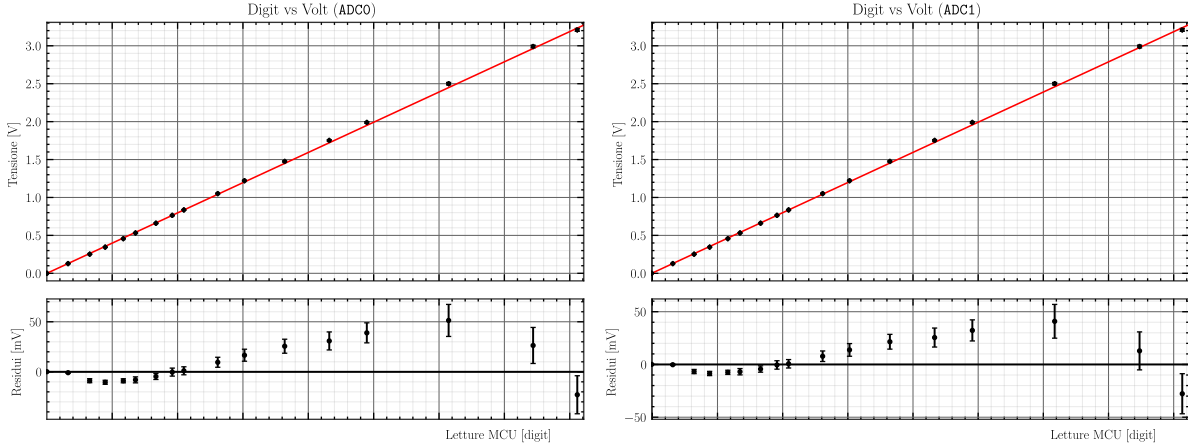 Digit vs Volt (ADC0)
Tensione [V]
3.0
2.5
2.0
1.5
1.0
0.5
0.0
Residui [mV]
50
0
Letture MCU [digit]
Digit vs Volt (ADC1)
Tensione [V]
3.0
2.5
2.0
1.5
1.0
0.5
0.0
Residui [mV]
50
0
−50
Letture MCU [digit]